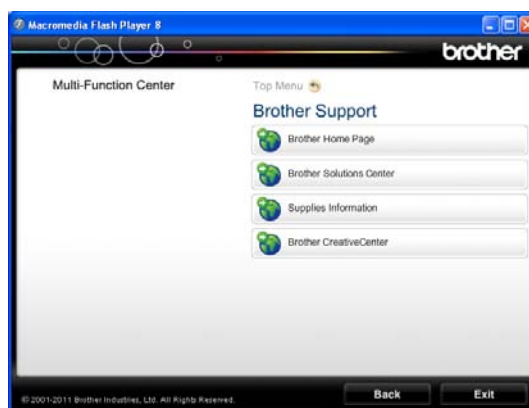 Macromedia Flash Player 8
brother
Multi-Function Center
Top Menu
Brother Support
Brother Home Page
Brother Solutions Center
Supplies Information
Brother CreativeCenter
© 2001-2011 Brother Industries, Ltd. All Rights Reserved.
Back
Exit